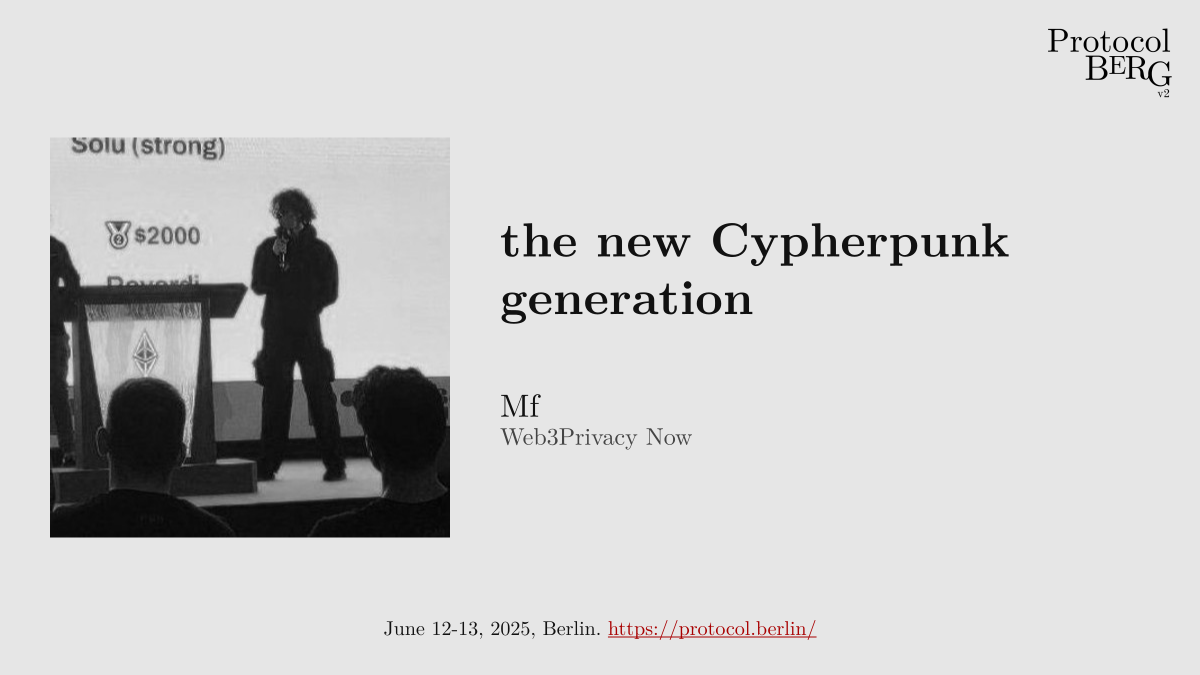 Protocol
BERG
v2
Solu (strong)
2
$2000
the new Cypherpunk
generation
Mf
Web3Privacy Now
June 12-13, 2025, Berlin. https://protocol.berlin/